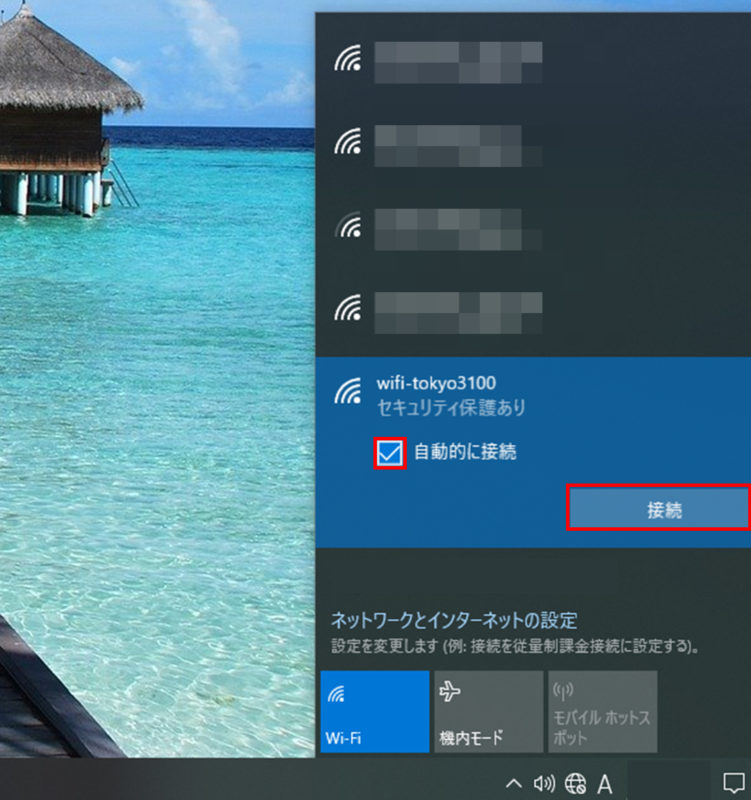 wifi-tokyo3100
セキュリティ保護あり
自動的に接続
接続
ネットワークとインターネットの設定
設定を変更します (例: 接続を従量制課金接続に設定する)。
Wi-Fi
機内モード
モバイル ホットス
ポット
A